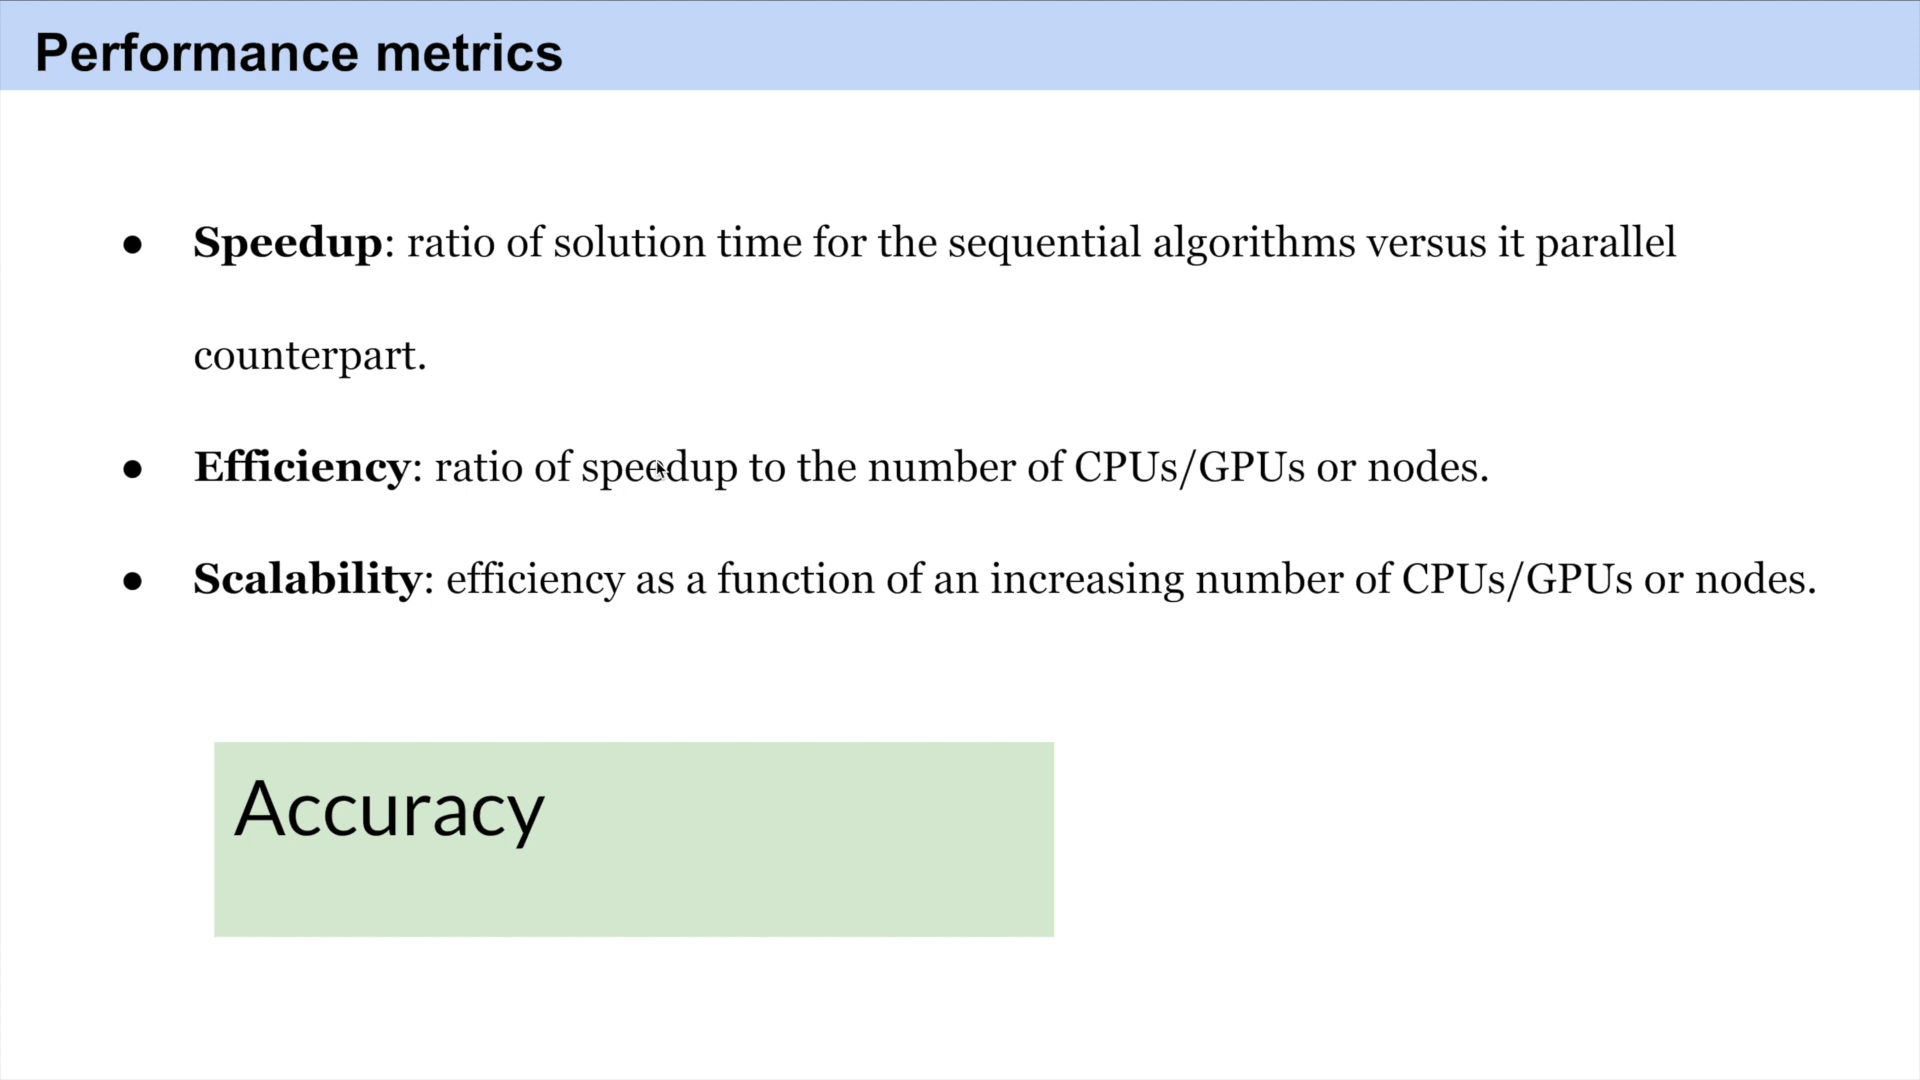 Performance metrics
● Speedup: ratio of solution time for the sequential algorithms versus it parallel
counterpart.
● Efficiency: ratio of speedup to the number of CPUs/GPUs or nodes.
● Scalability: efficiency as a function of an increasing number of CPUs/GPUs or nodes.
Accuracy